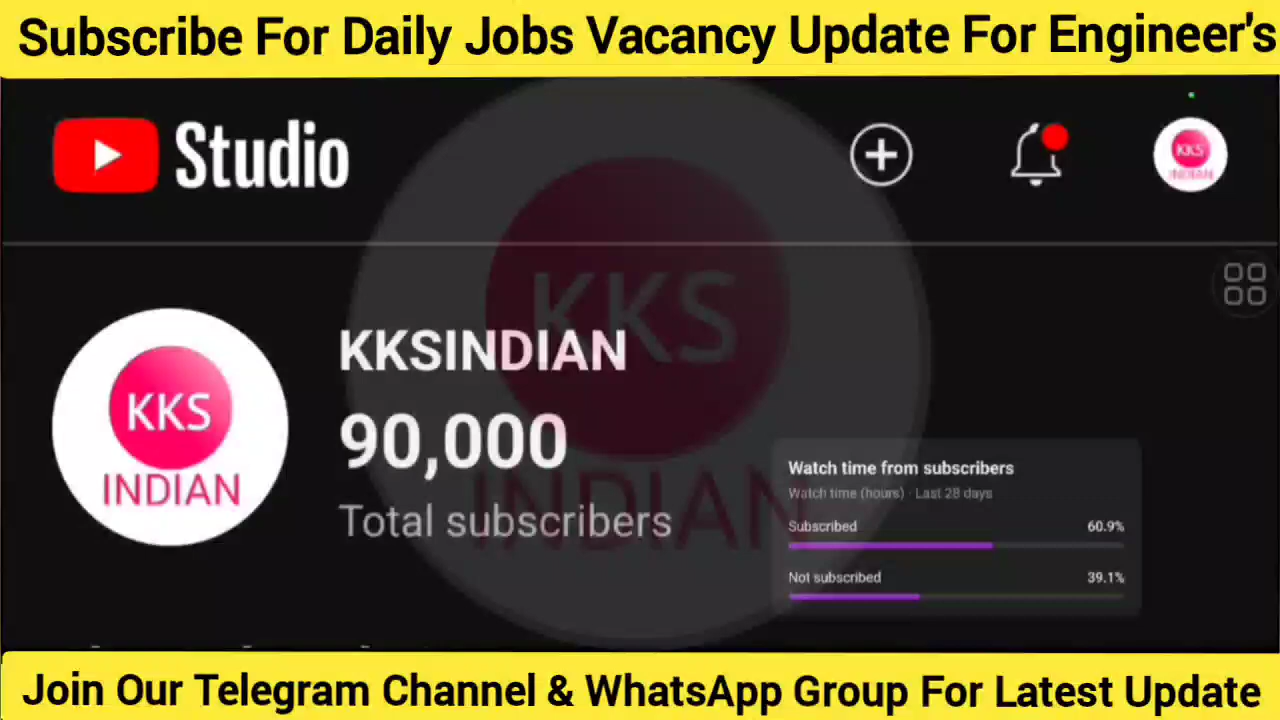 Subscribe For Daily Jobs Vacancy Update For Engineer's
Studio
KKS
INDIAN
KKS
INDIAN
KKSINDIAN
90,000
Total subscribers
KKS
INDIAN
Watch time from subscribers
Watch time (hours) · Last 28 days
Subscribed 60.9%
Not subscribed 39.1%
Join Our Telegram Channel & WhatsApp Group For Latest Update